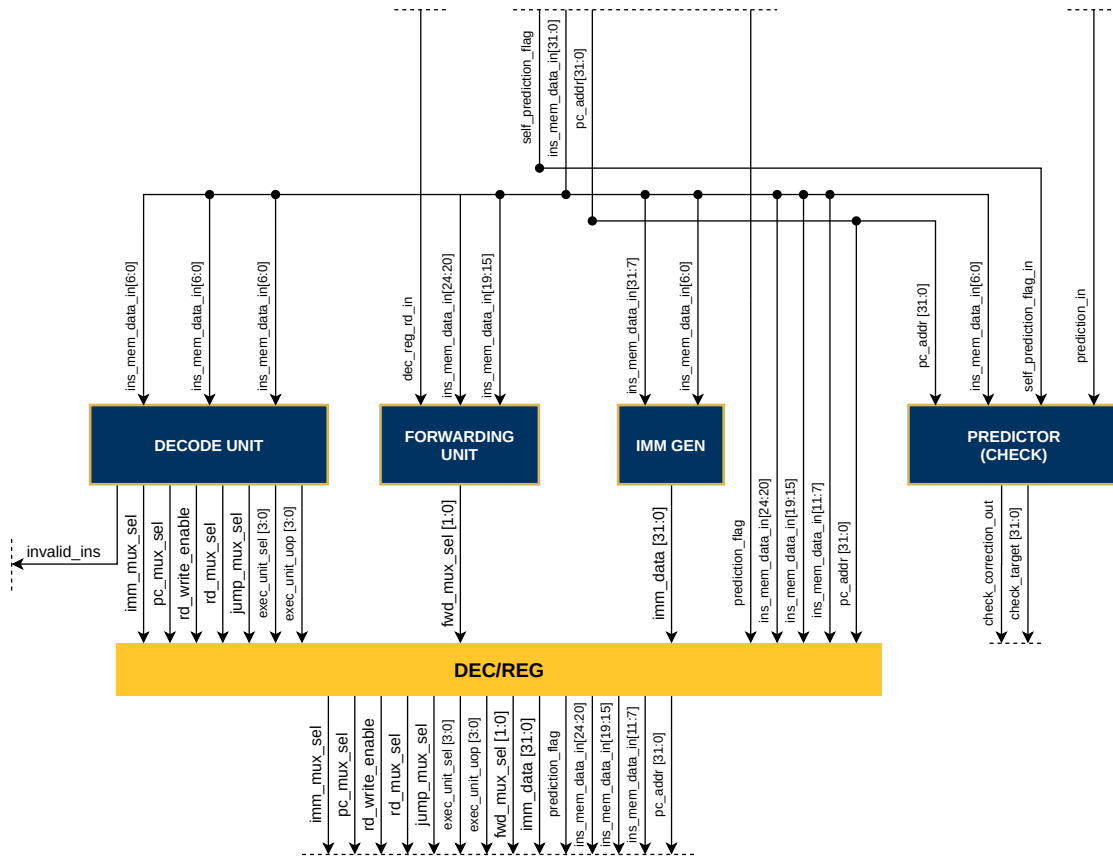 self_prediction_flag
ins_mem_data_in[31:0]
pc_addr[31:0]
ins_mem_data_in[6:0]
ins_mem_data_in[6:0]
ins_mem_data_in[6:0]
dec_reg_rd_in
ins_mem_data_in[24:20]
ins_mem_data_in[19:15]
ins_mem_data_in[31:7]
ins_mem_data_in[6:0]
pc_addr [31:0]
ins_mem_data_in[6:0]
self_prediction_flag_in
prediction_in
DECODE UNIT
FORWARDING
UNIT
IMM GEN
PREDICTOR
(CHECK)
invalid_ins
imm_mux_sel
pc_mux_sel
rd_write_enable
rd_mux_sel
jump_mux_sel
exec_unit_sel [3:0]
exec_unit_uop [3:0]
fwd_mux_sel [1:0]
imm_data [31:0]
prediction_flag
ins_mem_data_in[24:20]
ins_mem_data_in[19:15]
ins_mem_data_in[11:7]
pc_addr [31:0]
check_correction_out
check_target [31:0]
DEC/REG
imm_mux_sel
pc_mux_sel
rd_write_enable
rd_mux_sel
jump_mux_sel
exec_unit_sel [3:0]
exec_unit_uop [3:0]
fwd_mux_sel [1:0]
imm_data [31:0]
prediction_flag
ins_mem_data_in[24:20]
ins_mem_data_in[19:15]
ins_mem_data_in[11:7]
pc_addr [31:0]